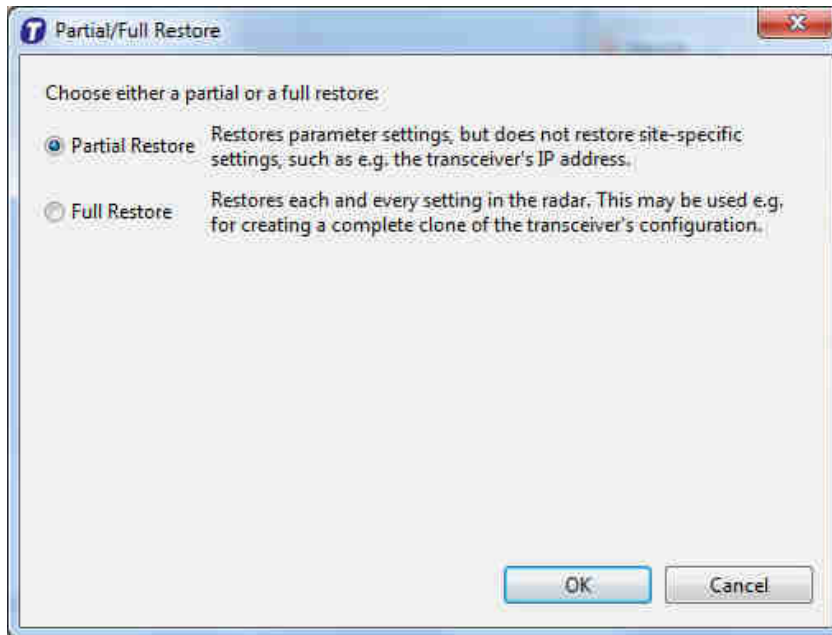 Partial/Full Restore
Choose either a partial or a full restore:
Partial Restore
Restores parameter settings, but does not restore site-specific
settings, such as e.g. the transceiver's IP address.
Full Restore
Restores each and every setting in the radar. This may be used e.g.
for creating a complete clone of the transceiver's configuration.
OK
Cancel